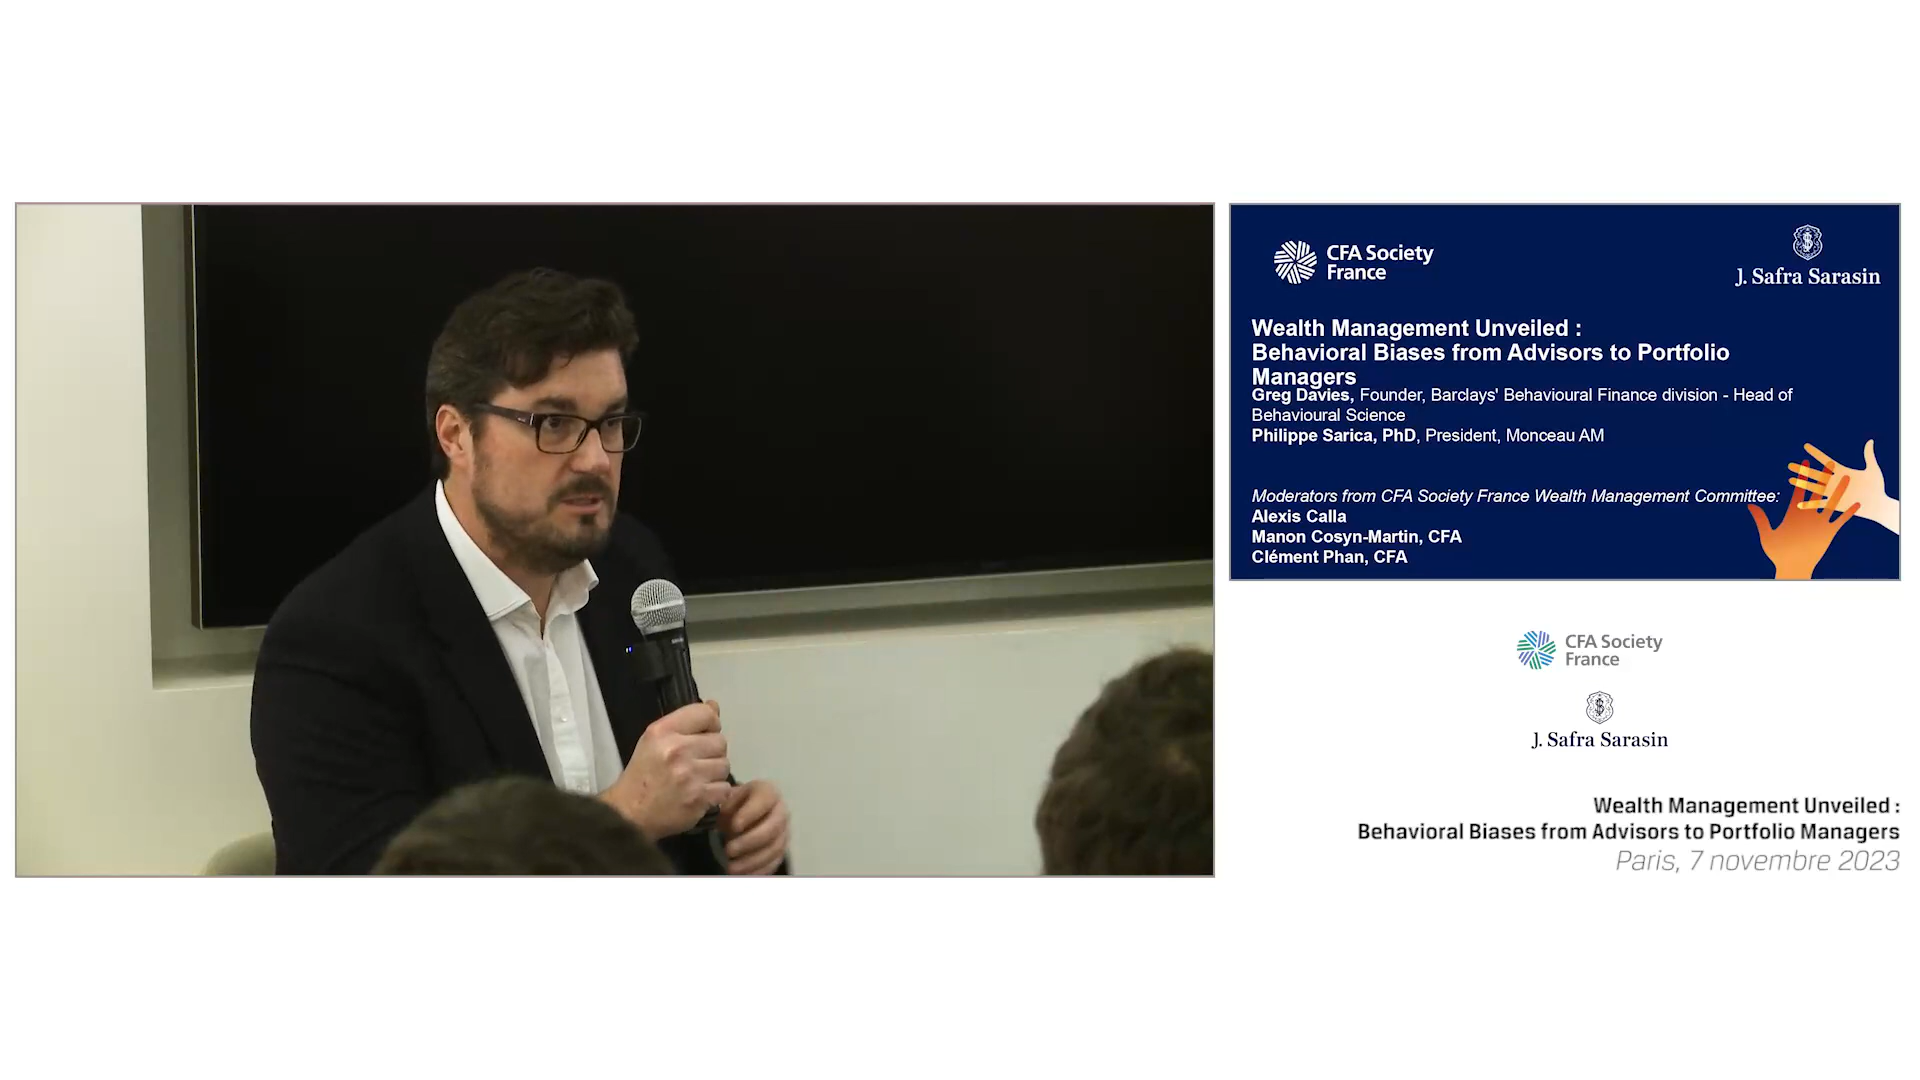 CFA Society
France
J. Safra Sarasin
Wealth Management Unveiled :
Behavioral Biases from Advisors to Portfolio
Managers
Greg Davies, Founder, Barclays' Behavioural Finance division - Head of
Behavioural Science
Philippe Sarica, PhD, President, Monceau AM
Moderators from CFA Society France Wealth Management Committee:
Alexis Calla
Manon Cosyn-Martin, CFA
Clément Phan, CFA
CFA Society
France
J. Safra Sarasin
Wealth Management Unveiled :
Behavioral Biases from Advisors to Portfolio Managers
Paris, 7 novembre 2023